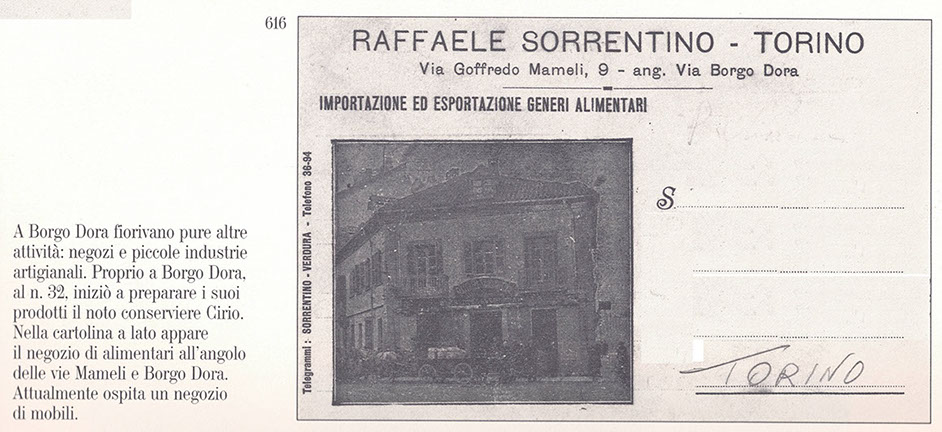 616
RAFFAELE SORRENTINO - TORINO
Via Goffredo Mameli, 9 - ang. Via Borgo Dora
IMPORTAZIONE ED ESPORTAZIONE GENERI ALIMENTARI
Telegrammi: SORRENTINO-VERDURA - Telefono 36-94
S
TORINO
A Borgo Dora fiorivano pure altre
attività: negozi e piccole industrie
artigianali. Proprio a Borgo Dora,
al n. 32, iniziò a preparare i suoi
prodotti il noto conserviere Cirio.
Nella cartolina a lato appare
il negozio di alimentari all'angolo
delle vie Mameli e Borgo Dora.
Attualmente ospita un negozio
di mobili.